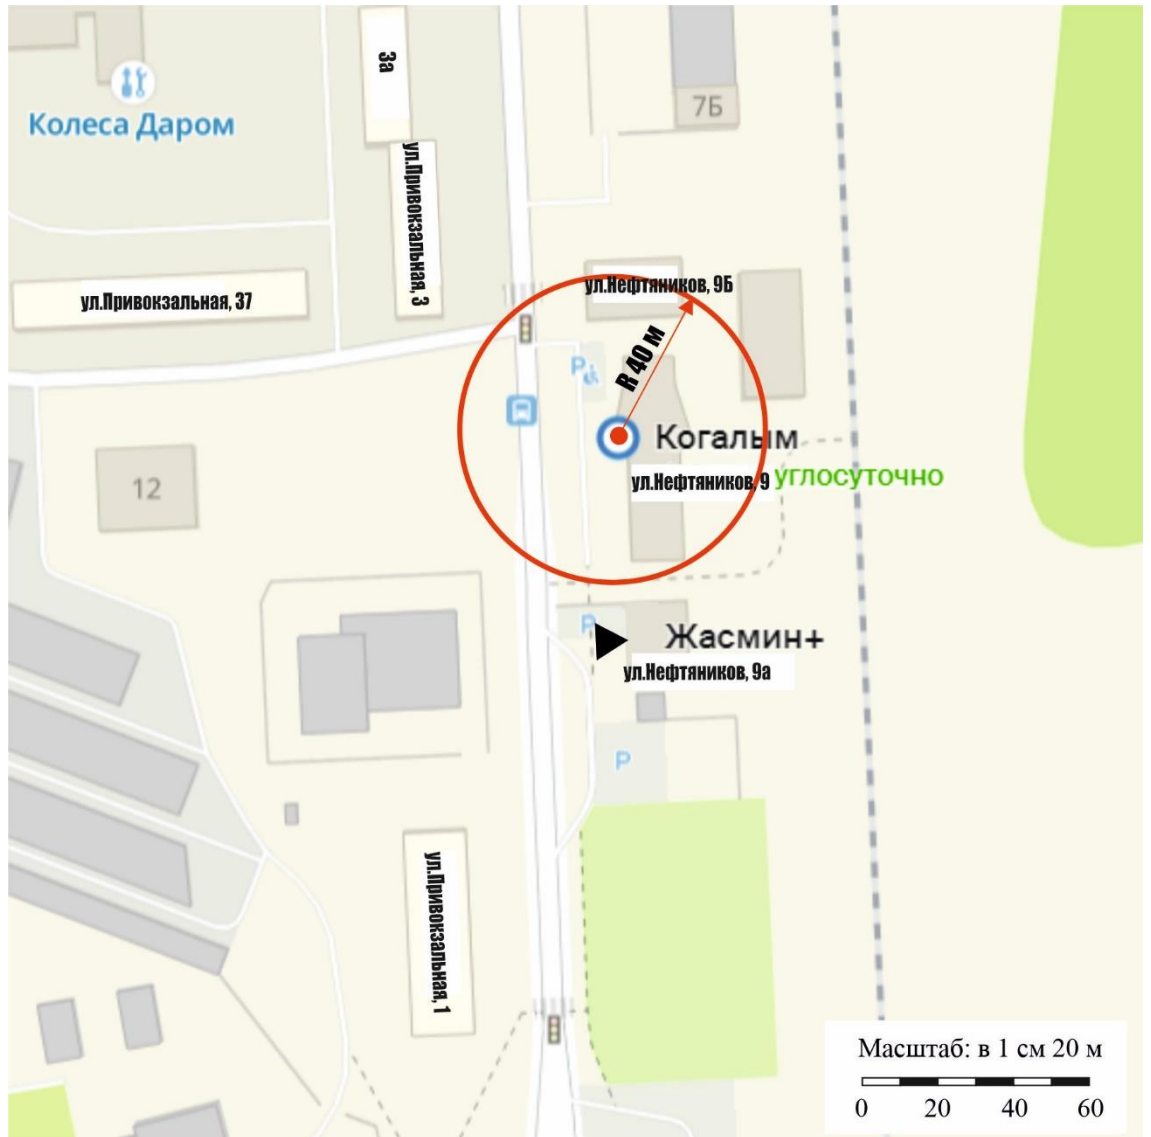 3а
7Б
Колеса Даром
ул.Привокзальная, 3
ул.Привокзальная, 37
ул.Нефтяников, 9Б
R 40 м
P
Когалым
ул.Нефтяников, 9
углосуточно
12
P
Жасмин+
ул.Нефтяников, 9а
P
ул.Привокзальная, 1
Масштаб: в 1 см 20 м
0 20 40 60